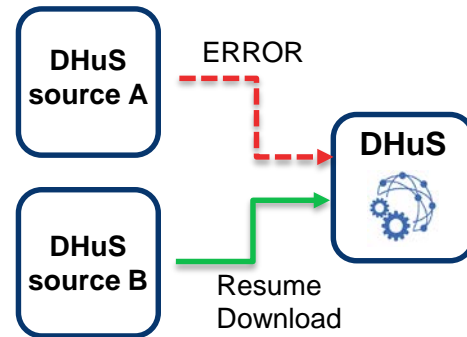 DHuS
source A
ERROR
DHuS
DHuS
source B
Resume
Download